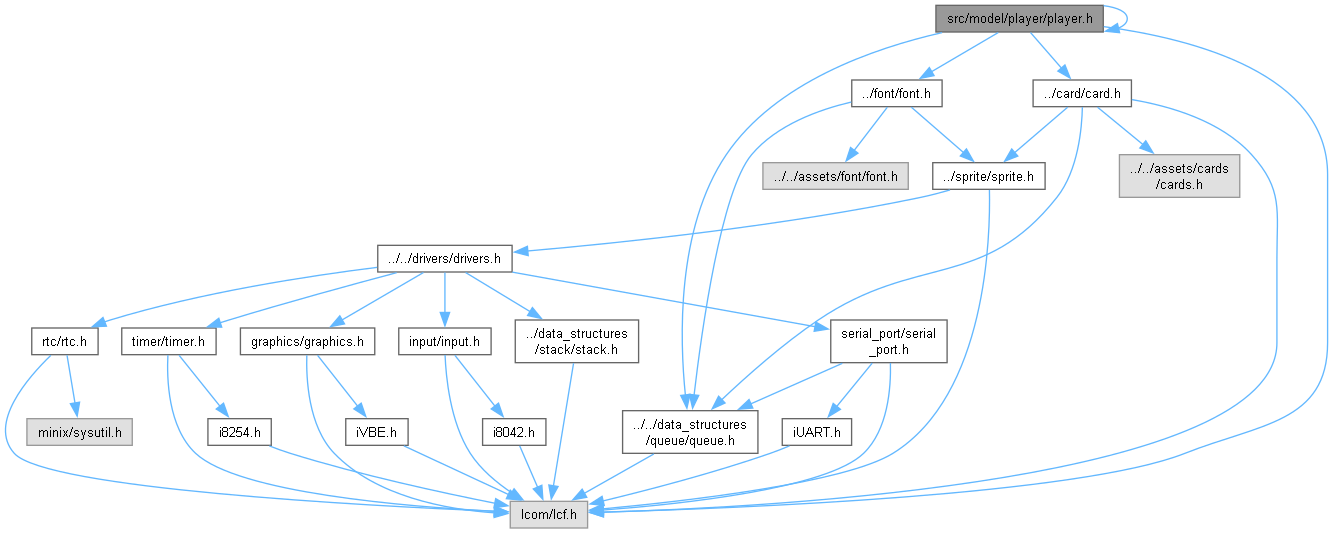 src/model/player/player.h
../font/font.h
../card/card.h
../../assets/font/font.h
../sprite/sprite.h
../../assets/cards
/cards.h
../../drivers/drivers.h
rtc/rtc.h
timer/timer.h
graphics/graphics.h
input/input.h
../data_structures
/stack/stack.h
serial_port/serial
_port.h
minix/sysutil.h
i8254.h
iVBE.h
i8042.h
../../data_structures
/queue/queue.h
iUART.h
lcom/lcf.h